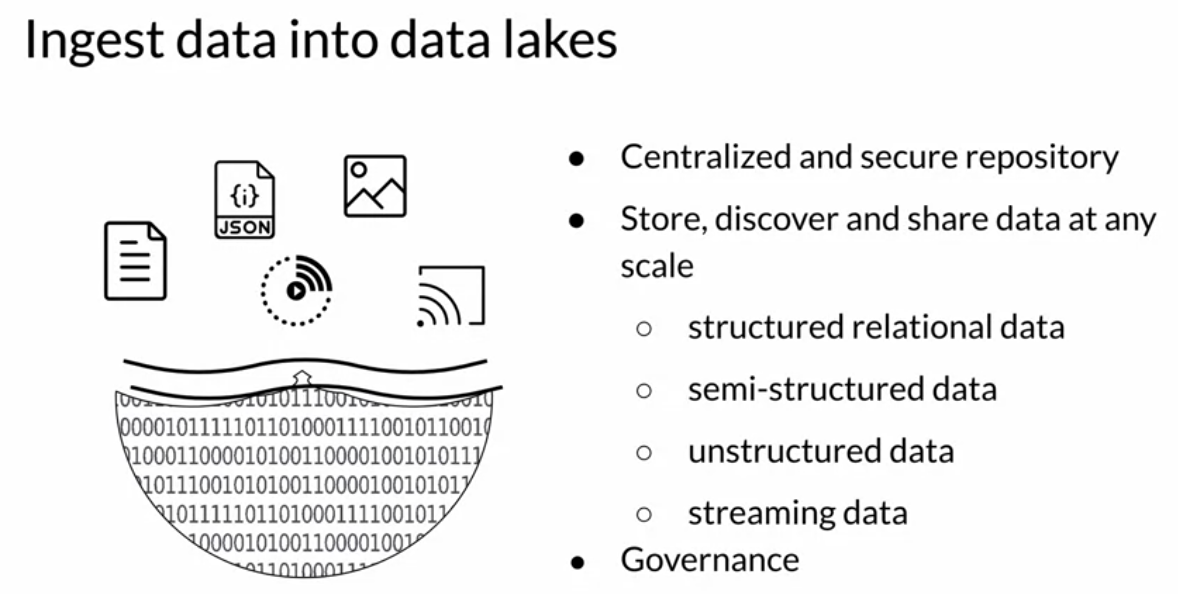 Ingest data into data lakes
{i}
JSON
● Centralized and secure repository
● Store, discover and share data at any
scale
○ structured relational data
○ semi-structured data
○ unstructured data
○ streaming data
● Governance
000010111110110100011110010110010